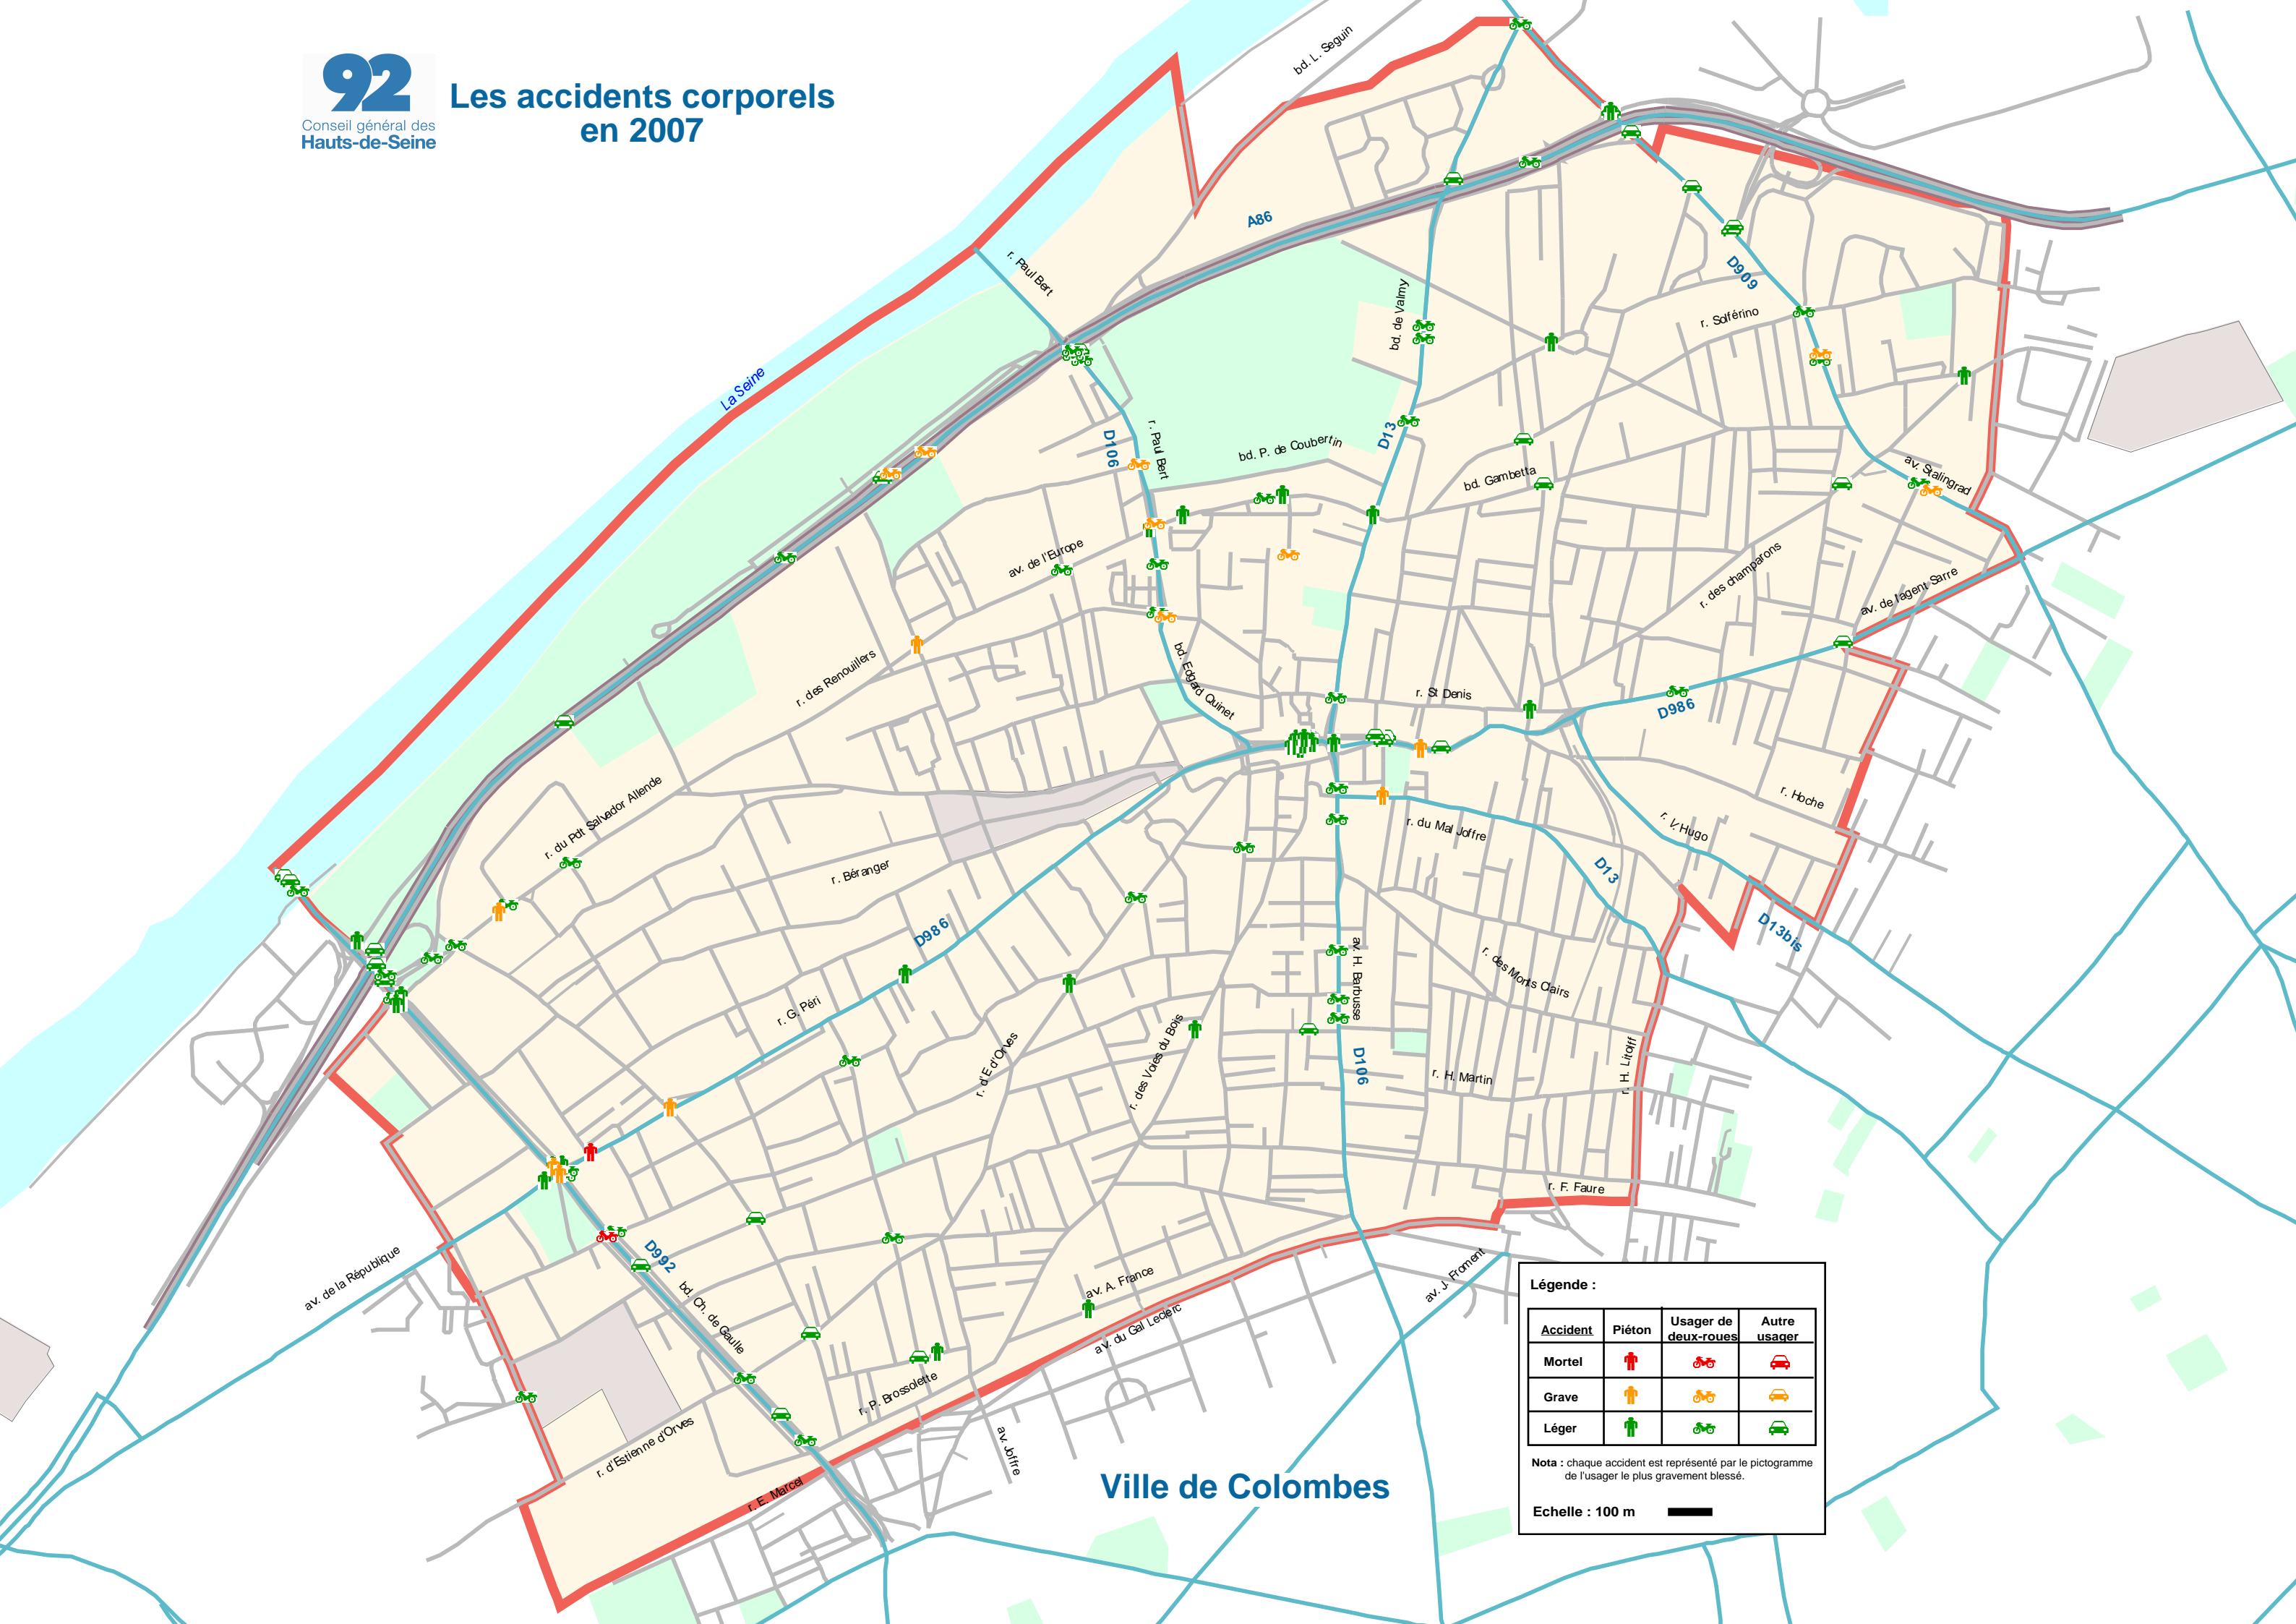 92
Conseil général des
Hauts-de-Seine
Les accidents corporels
en 2007
bd. L. Seguin
A86
r. Paul Bert
La Seine
D909
r. Solférino
bd. de Valmy
D13
D106
r. Paul Bert
bd. P. de Coubertin
bd. Gambetta
av. Stalingrad
av. de l'Europe
r. des champarons
av. de l'agent Sarre
r. des Renouillers
bd. Edgard Quinet
r. St Denis
D986
r. du Pdt Salvador Allende
r. Hoche
r. V. Hugo
r. du Mal Joffre
D13
r. Béranger
D986
D13bis
r. G. Péri
av. H. Barbusse
r. des Monts Clairs
r. d'E d'Orves
r. des Voies du Bois
D106
r. H. Martin
r. H. Litolff
r. F. Faure
av. de la République
D992
bd. Ch. de Gaulle
av. A. France
av. du Gal Leclerc
av. J. Froment
r. P. Brossolette
r. d'Estienne d'Orves
av. Joffre
r. E. Marcel
Ville de Colombes
Légende :
Accident Piéton Usager de deux-roues Autre usager
Mortel
Grave
Léger
Nota : chaque accident est représenté par le pictogramme
de l'usager le plus gravement blessé.
Echelle : 100 m